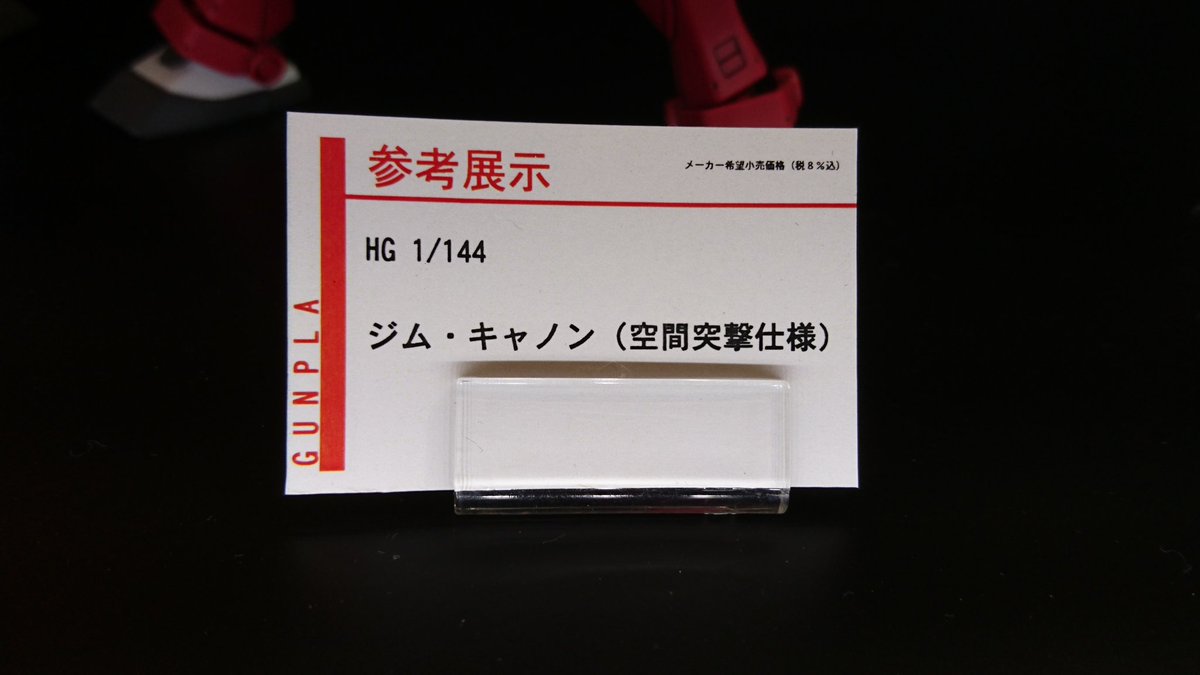 参考展示
メーカー希望小売価格（税８％込）
HG 1/144
ジム・キャノン（空間突撃仕様）
GUNPLA